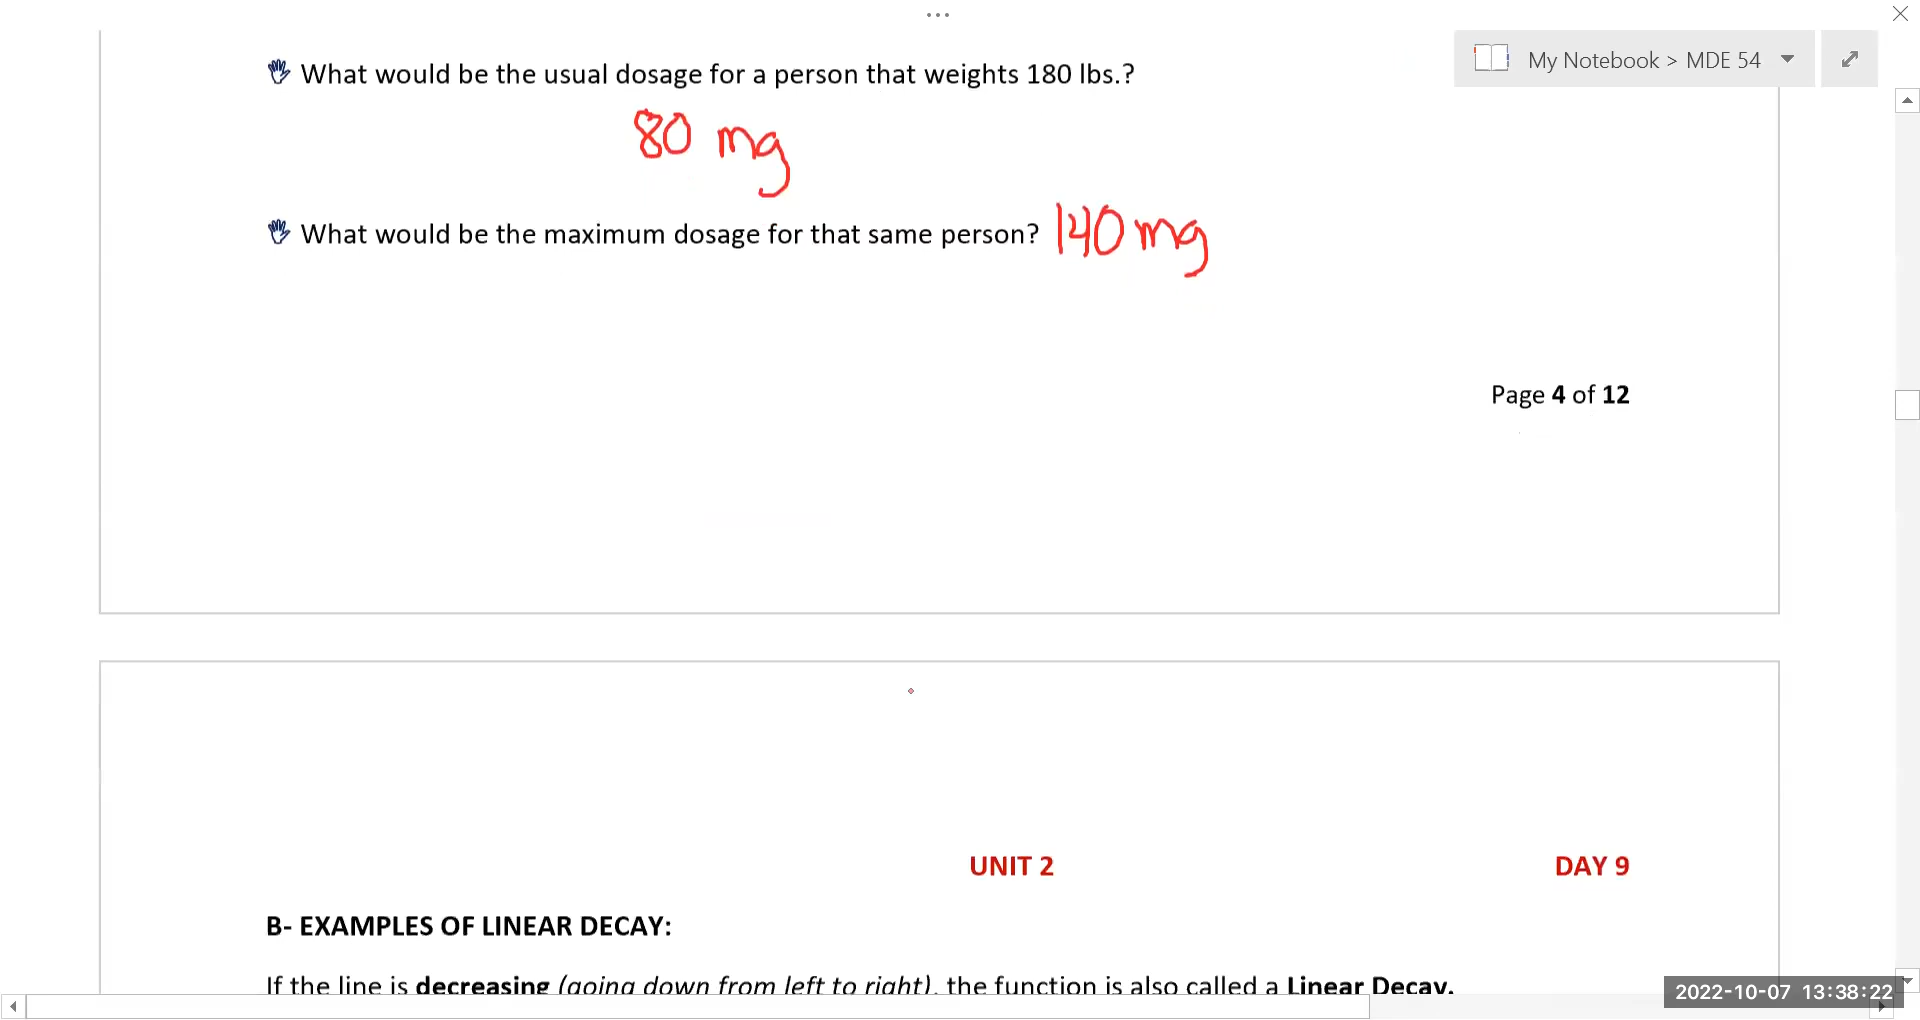 What would be the usual dosage for a person that weights 180 lbs.?
My Notebook > MDE 54
80 mg
What would be the maximum dosage for that same person? 140 mg
Page 4 of 12
UNIT 2 DAY 9
B- EXAMPLES OF LINEAR DECAY:
If the line is decreasing (going down from left to right), the function is also called a Linear Decay.
2022-10-07 13:38:22